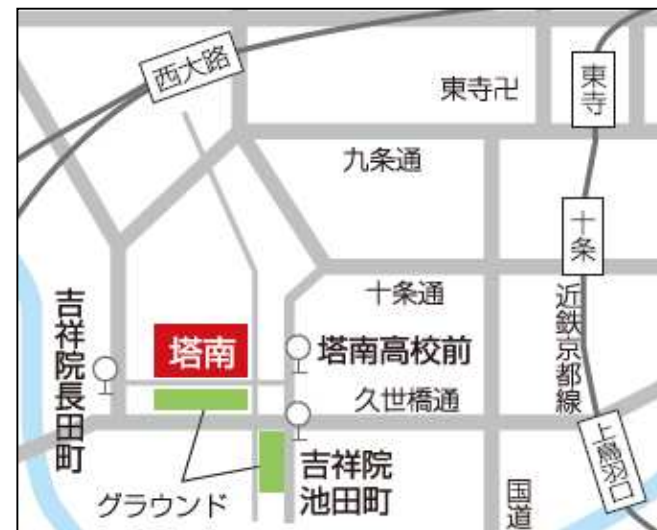 西大路
東寺卍
東寺
九条通
十条
十条通
近鉄京都線
吉祥院長田町
塔南
塔南高校前
久世橋通
上鳥羽口
吉祥院
池田町
グラウンド
国道